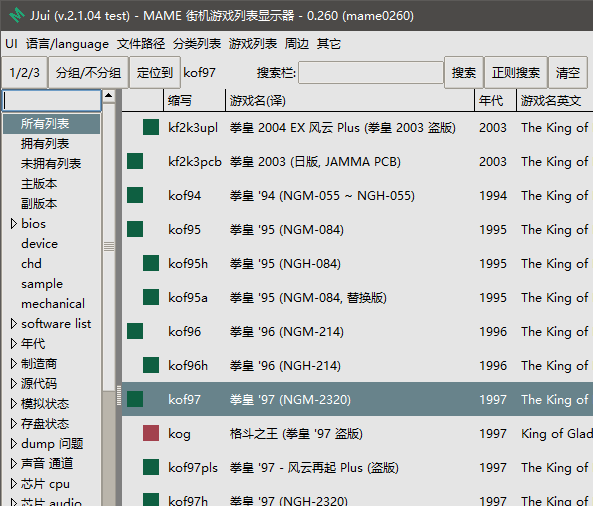 JJui (v.2.1.04 test) - MAME 街机游戏列表显示器 - 0.260 (mame0260)
UI 语言/language 文件路径 分类列表 游戏列表 周边 其它
1/2/3 分组/不分组 定位到 kof97 搜索栏: 搜索 正则搜索 清空
缩写 游戏名(译) 年代 游戏名英文
所有列表
拥有列表
未拥有列表
主版本
副版本
bios
device
chd
sample
mechanical
software list
年代
制造商
源代码
模拟状态
存盘状态
dump 问题
声音 通道
芯片 cpu
芯片 audio
kf2k3upl 拳皇 2004 EX 风云 Plus (拳皇 2003 盗版) 2003 The King of
kf2k3pcb 拳皇 2003 (日版, JAMMA PCB) 2003 The King of
kof94 拳皇 '94 (NGM-055 ~ NGH-055) 1994 The King of
kof95 拳皇 '95 (NGM-084) 1995 The King of
kof95h 拳皇 '95 (NGH-084) 1995 The King of
kof95a 拳皇 '95 (NGM-084, 替换版) 1995 The King of
kof96 拳皇 '96 (NGM-214) 1996 The King of
kof96h 拳皇 '96 (NGH-214) 1996 The King of
kof97 拳皇 '97 (NGM-2320) 1997 The King of
kog 格斗之王 (拳皇 '97 盗版) 1997 King of Glad
kof97pls 拳皇 '97 - 风云再起 Plus (盗版) 1997 The King of
kof97h 拳皇 '97 (NGH-2320) 1997 The King of